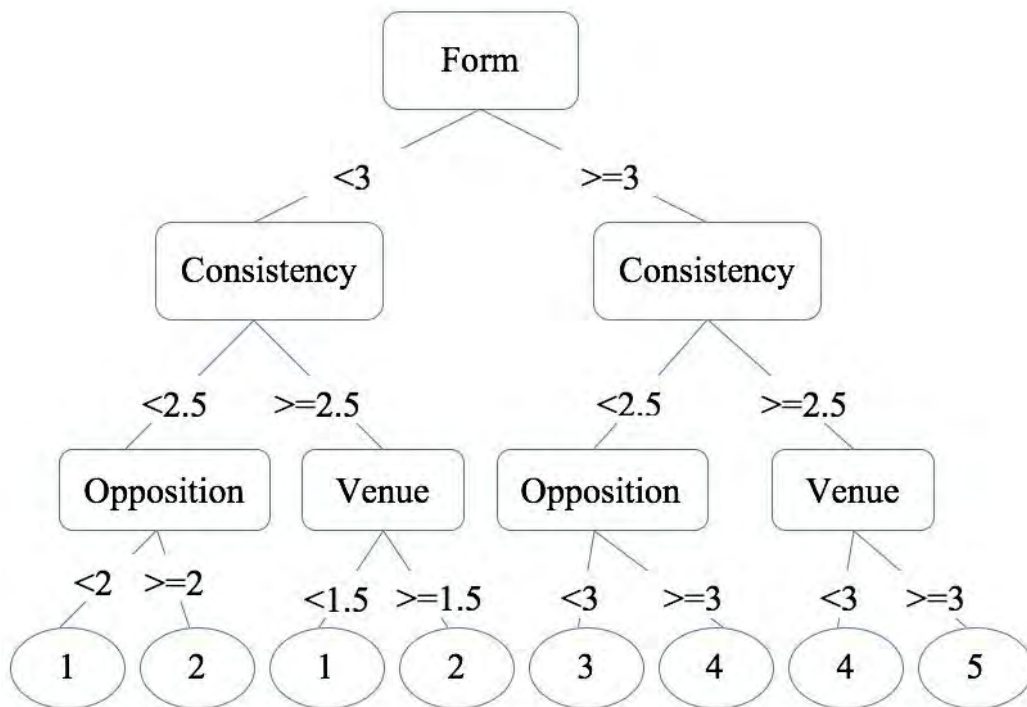 Form
<3 >=3
Consistency Consistency
<2.5 >=2.5 <2.5 >=2.5
Opposition Venue Opposition Venue
<2 >=2 <1.5 >=1.5 <3 >=3 <3 >=3
1 2 1 2 3 4 4 5